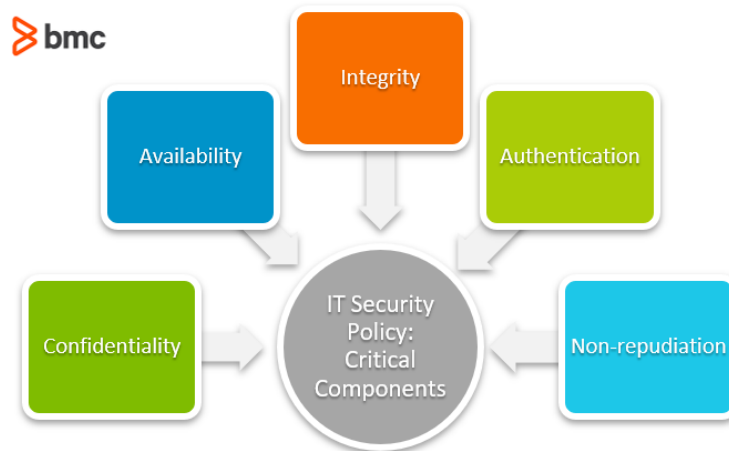 bmc
Integrity
Availability
Authentication
Confidentiality
IT Security
Policy:
Critical
Components
Non-repudiation